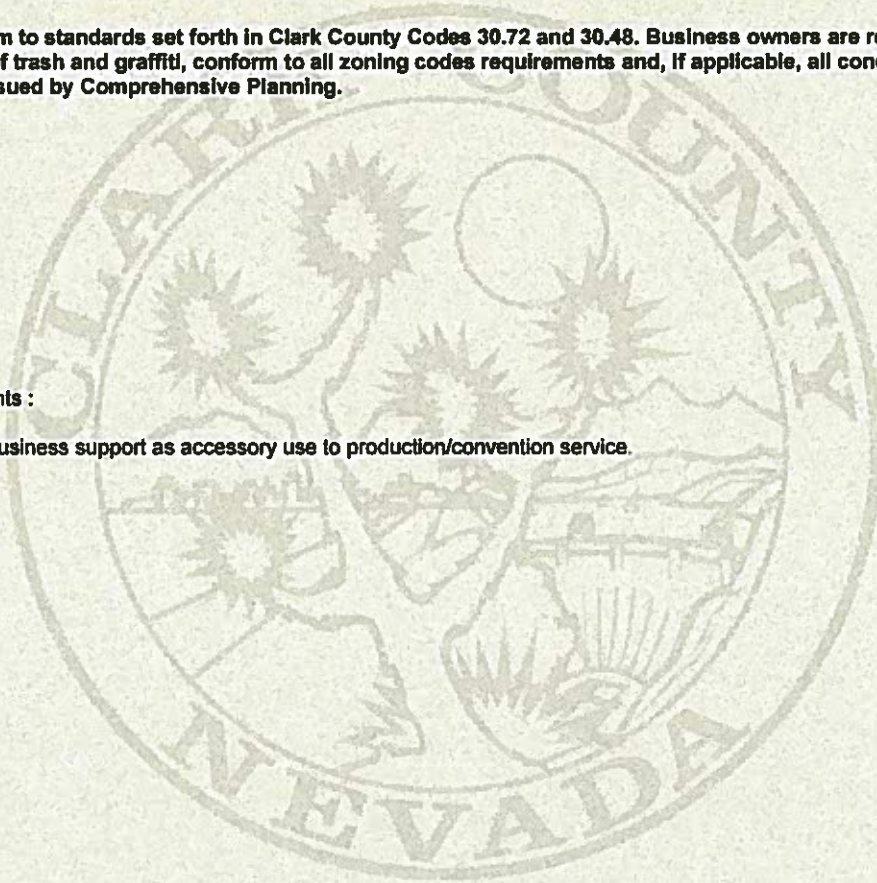 m to standards set forth in Clark County Codes 30.72 and 30.48. Business owners are r
f trash and graffiti, conform to all zoning codes requirements and, if applicable, all con
sued by Comprehensive Planning.
CLARK COUNTY
nts :
usiness support as accessory use to production/convention service.
NEVADA